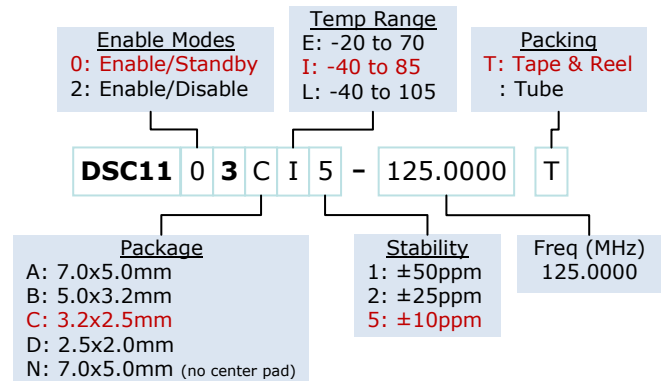 Enable Modes
0: Enable/Standby
2: Enable/Disable
Temp Range
E: -20 to 70
I: -40 to 85
L: -40 to 105
Packing
T: Tape & Reel
: Tube
DSC11 0 3 C I 5 – 125.0000 T
Package
A: 7.0x5.0mm
B: 5.0x3.2mm
C: 3.2x2.5mm
D: 2.5x2.0mm
N: 7.0x5.0mm (no center pad)
Stability
1: ±50ppm
2: ±25ppm
5: ±10ppm
Freq (MHz)
125.0000